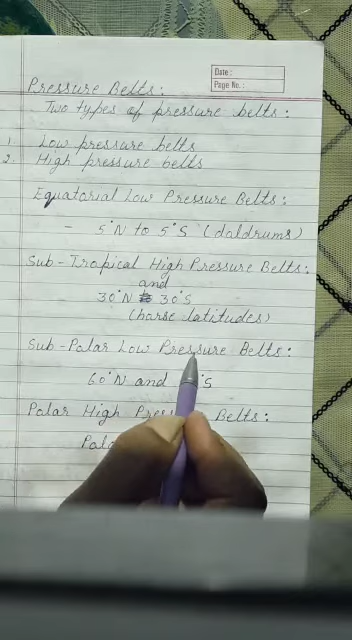 Date :
Page No. :
Pressure Belts:
Two types of pressure belts:
1. Low pressure belts
2. High pressure belts
Equatorial Low Pressure Belts:
- 5°N to 5°S (doldrums)
Sub-Tropical High Pressure Belts:
and
30°N 30°S
(horse latitudes)
Sub-Polar Low Pressure Belts:
60°N and °S
Polar High Belts: